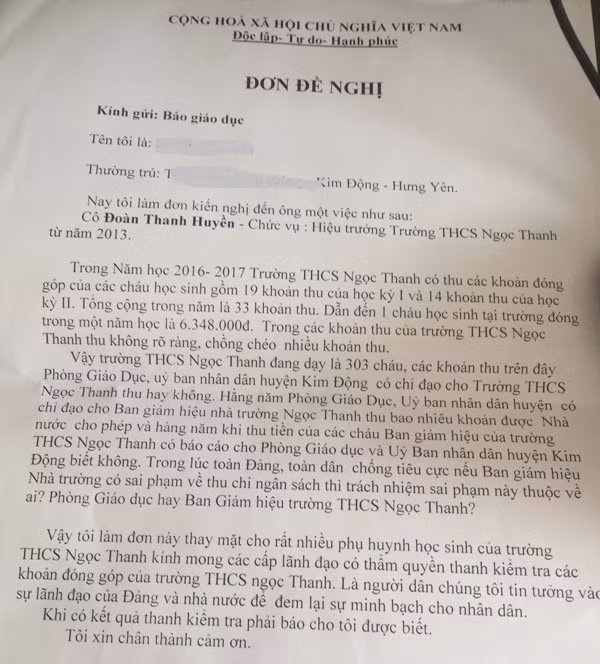 CỘNG HOÀ XÃ HỘI CHỦ NGHĨA VIỆT NAM
Độc lập- Tự do- Hạnh phúc
ĐƠN ĐỀ NGHỊ
Kính gửi: Báo giáo dục
Tên tôi là:
Thường trú: T
Kim Động - Hưng Yên.
Nay tôi làm đơn kiến nghị đến ông một việc như sau:
Cô Đoàn Thanh Huyền - Chức vụ : Hiệu trưởng Trường THCS Ngọc Thanh
từ năm 2013.
Trong Năm học 2016- 2017 Trường THCS Ngọc Thanh có thu các khoản đóng
góp của các cháu học sinh gồm 19 khoản thu của học kỳ I và 14 khoản thu của học
kỳ II. Tổng cộng trong năm là 33 khoản thu. Dẫn đến 1 cháu học sinh tại trường đóng
trong một năm học là 6.348.000đ. Trong các khoản thu của trường THCS Ngọc
Thanh thu không rõ ràng, chồng chéo nhiều khoản thu.
Vậy trường THCS Ngọc Thanh đang dạy là 303 cháu, các khoản thu trên đây
Phòng Giáo Dục, uỷ ban nhân dân huyện Kim Động có chỉ đạo cho Trường THCS
Ngọc Thanh thu hay không. Hằng năm Phòng Giáo Dục, Uỷ ban nhân dân huyện có
chỉ đạo cho Ban giám hiệu nhà trường Ngọc Thanh thu bao nhiêu khoản được Nhà
nước cho phép và hàng năm khi thu tiền của các cháu Ban giám hiệu của trường
THCS Ngọc Thanh có báo cáo cho Phòng Giáo dục và Uỷ Ban nhân dân huyện Kim
Động biết không. Trong lúc toàn Đảng, toàn dân chống tiêu cực nếu Ban giám hiệu
Nhà trường có sai phạm về thu chi ngân sách thì trách nhiệm sai phạm này thuộc về
ai? Phòng Giáo dục hay Ban Giám hiệu trường THCS Ngọc Thanh?
Vậy tôi làm đơn này thay mặt cho rất nhiều phụ huynh học sinh của trường
THCS Ngọc Thanh kính mong các cấp lãnh đạo có thẩm quyền thanh kiểm tra các
khoản đóng góp của trường THCS ngọc Thanh. Là người dân chúng tôi tin tưởng vào
sự lãnh đạo của Đảng và nhà nước để đem lại sự minh bạch cho nhân dân.
Khi có kết quả thanh kiểm tra phải báo cho tôi được biết.
Tôi xin chân thành cảm ơn.